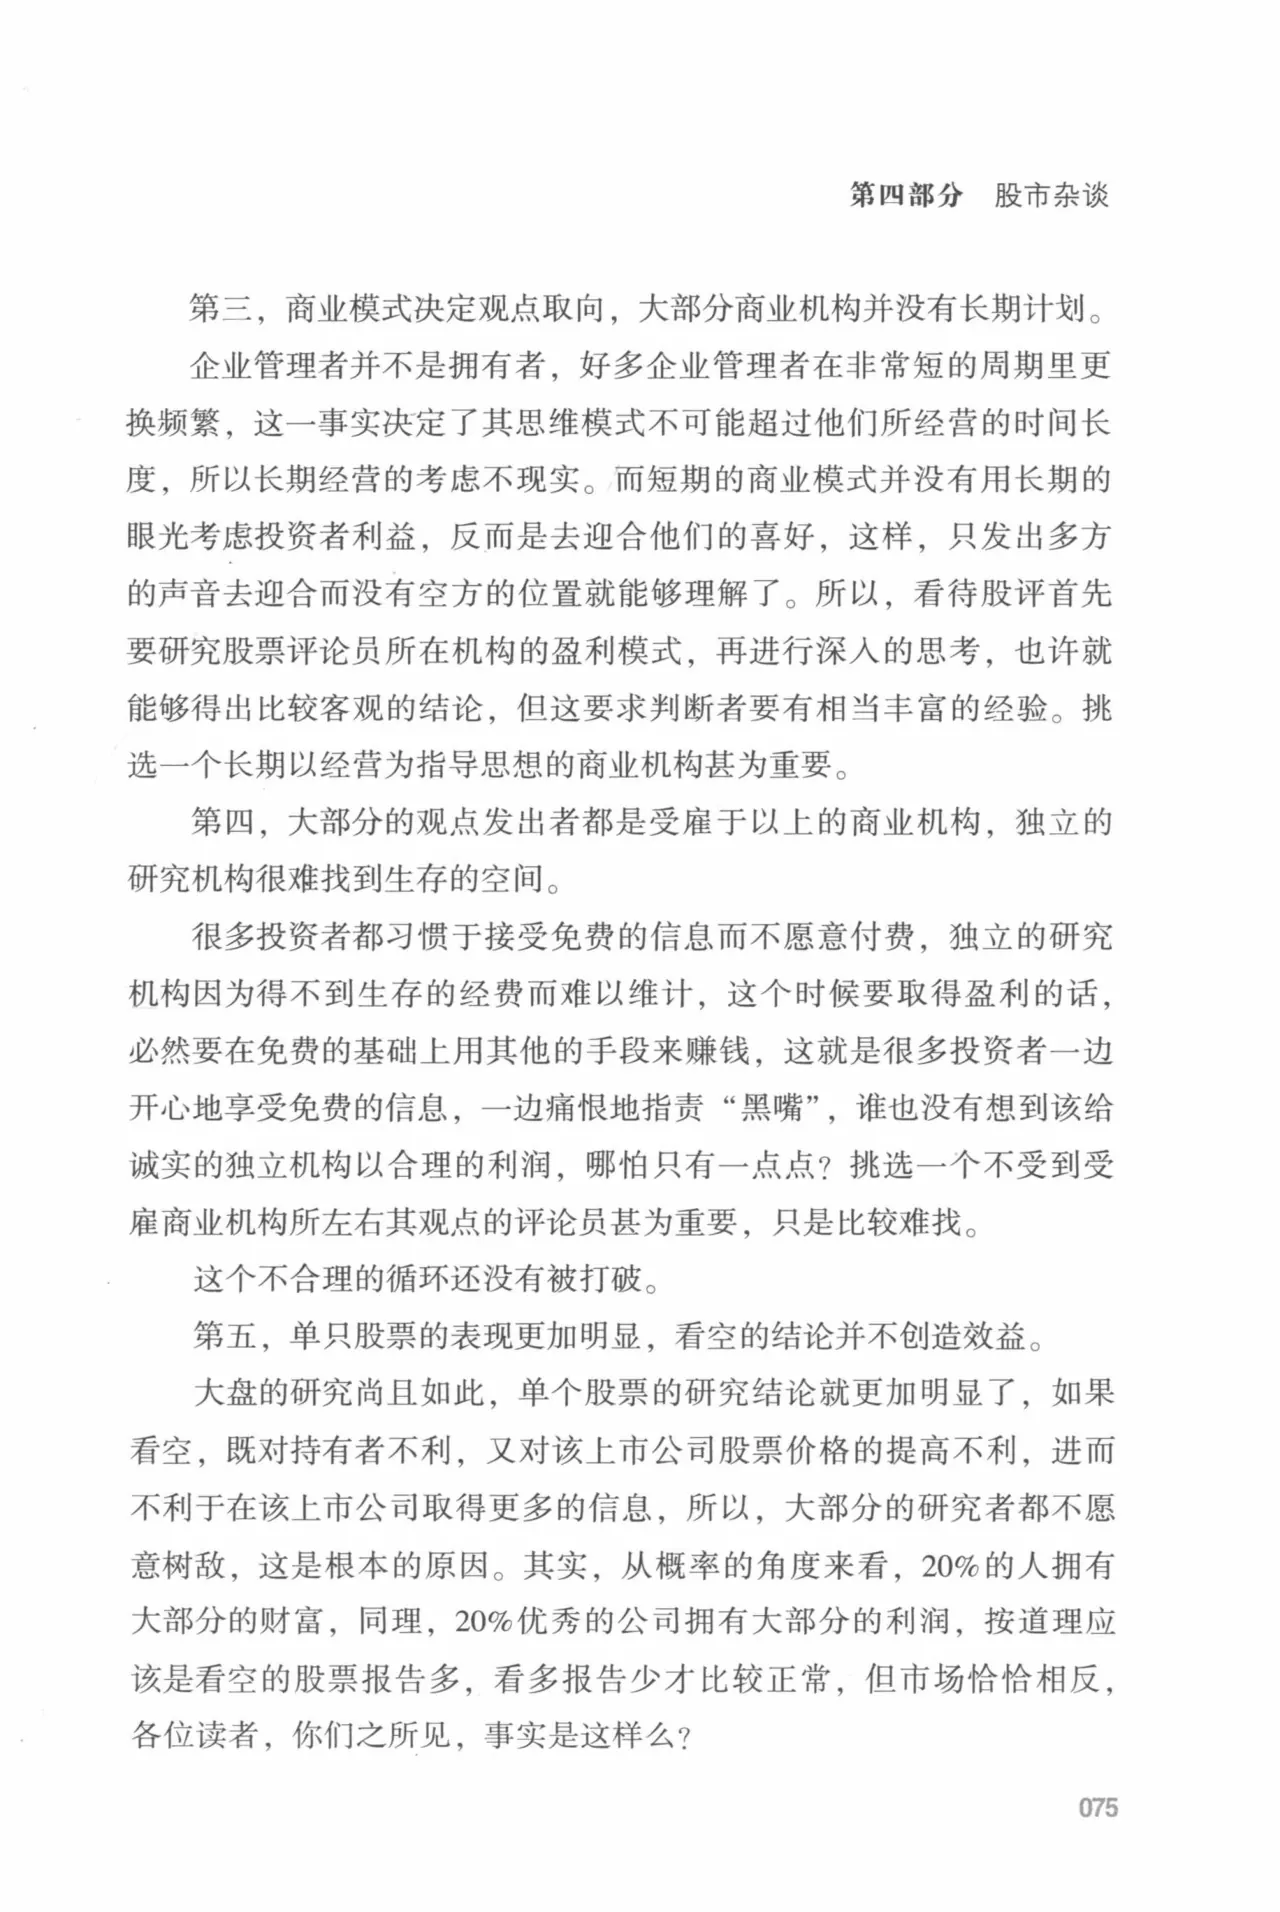 第四部分 股市杂谈
第三，商业模式决定观点取向，大部分商业机构并没有长期计划。
企业管理者并不是拥有者，好多企业管理者在非常短的周期里更
换频繁，这一事实决定了其思维模式不可能超过他们所经营的时间长
度，所以长期经营的考虑不现实。而短期的商业模式并没有用长期的
眼光考虑投资者利益，反而是去迎合他们的喜好，这样，只发出多方
的声音去迎合而没有空方的位置就能够理解了。所以，看待股评首先
要研究股票评论员所在机构的盈利模式，再进行深入的思考，也许就
能够得出比较客观的结论，但这要求判断者要有相当丰富的经验。挑
选一个长期以经营为指导思想的商业机构甚为重要。
第四，大部分的观点发出者都是受雇于以上的商业机构，独立的
研究机构很难找到生存的空间。
很多投资者都习惯于接受免费的信息而不愿意付费，独立的研究
机构因为得不到生存的经费而难以维计，这个时候要取得盈利的话，
必然要在免费的基础上用其他的手段来赚钱，这就是很多投资者一边
开心地享受免费的信息，一边痛恨地指责“黑嘴”，谁也没有想到该给
诚实的独立机构以合理的利润，哪怕只有一点点？挑选一个不受到受
雇商业机构所左右其观点的评论员甚为重要，只是比较难找。
这个不合理的循环还没有被打破。
第五，单只股票的表现更加明显，看空的结论并不创造效益。
大盘的研究尚且如此，单个股票的研究结论就更加明显了，如果
看空，既对持有者不利，又对该上市公司股票价格的提高不利，进而
不利于在该上市公司取得更多的信息，所以，大部分的研究者都不愿
意树敌，这是根本的原因。其实，从概率的角度来看，20%的人拥有
大部分的财富，同理，20%优秀的公司拥有大部分的利润，按道理应
该是看空的股票报告多，看多报告少才比较正常，但市场恰恰相反，
各位读者，你们之所见，事实是这样么？
075